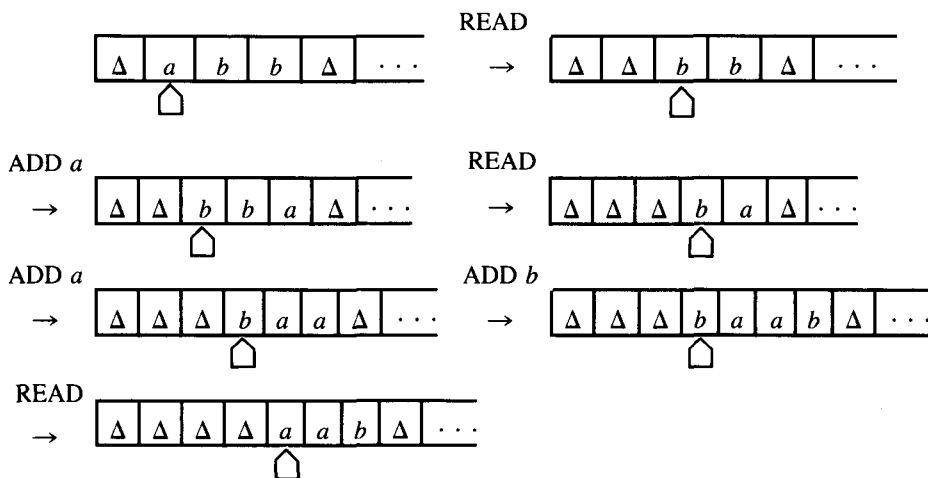 READ
Δ a b b Δ · · · → Δ Δ b b Δ · · ·
ADD a READ
→ Δ Δ b b a Δ · · · Δ Δ Δ b a Δ · · ·
ADD a ADD b
→ Δ Δ Δ b a a Δ · · · → Δ Δ Δ b a a b Δ · · ·
READ
→ Δ Δ Δ Δ a a b Δ · · ·